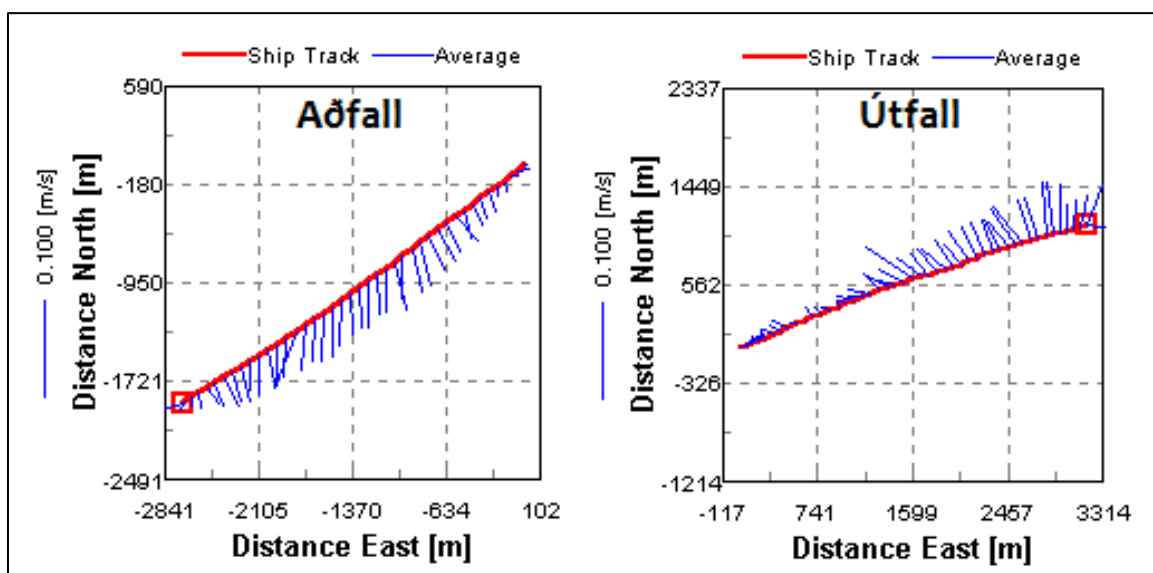 Ship Track Average
Aðfall
590
-180
-950
-1721
-2491
-2841 -2105 -1370 -634 102
Distance East [m]
Distance North [m]
0.100 [m/s]
Ship Track Average
Útfall
2337
1449
562
-326
-1214
-117 741 1599 2457 3314
Distance East [m]
Distance North [m]
0.100 [m/s]